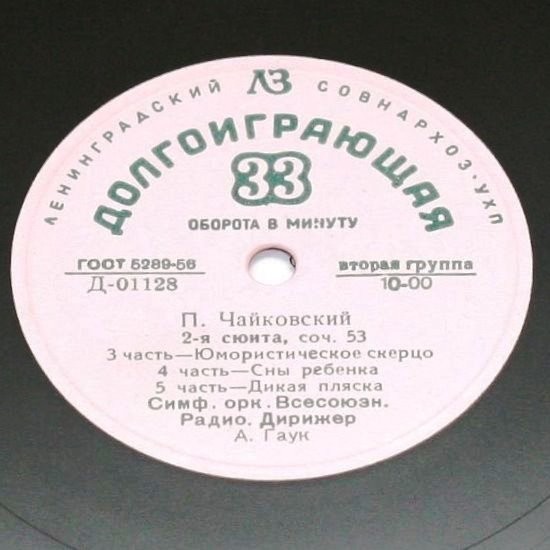 ЛЕНИНГРАДСКИЙ ЛЗ СОВНАРХОЗ·УХП
ДОЛГОИГРАЮЩАЯ
33
ОБОРОТА В МИНУТУ
ГОСТ 5289-56
Д-01128
вторая группа
10-00
П. Чайковский
2-я сюита, соч. 53
3 часть—Юмористическое скерцо
4 часть—Сны ребенка
5 часть—Дикая пляска
Симф. орк. Всесоюзн.
Радио. Дирижер
А. Гаук